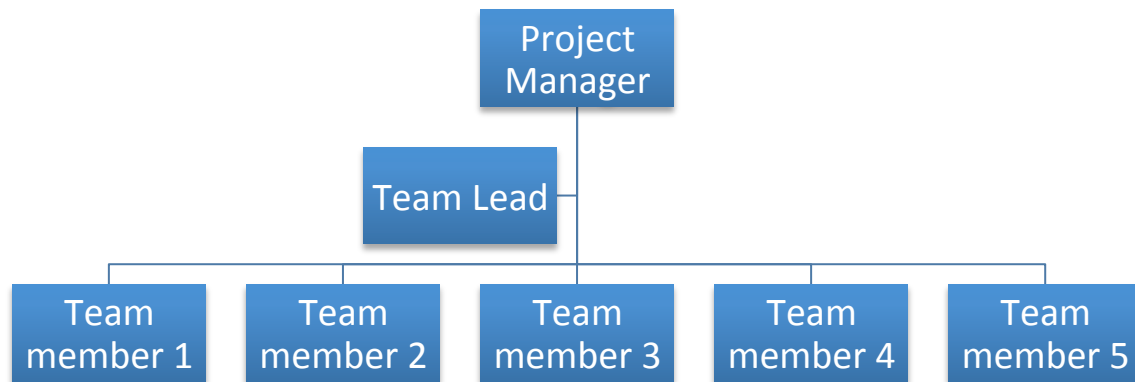 Project
Manager
Team Lead
Team
member 1
Team
member 2
Team
member 3
Team
member 4
Team
member 5